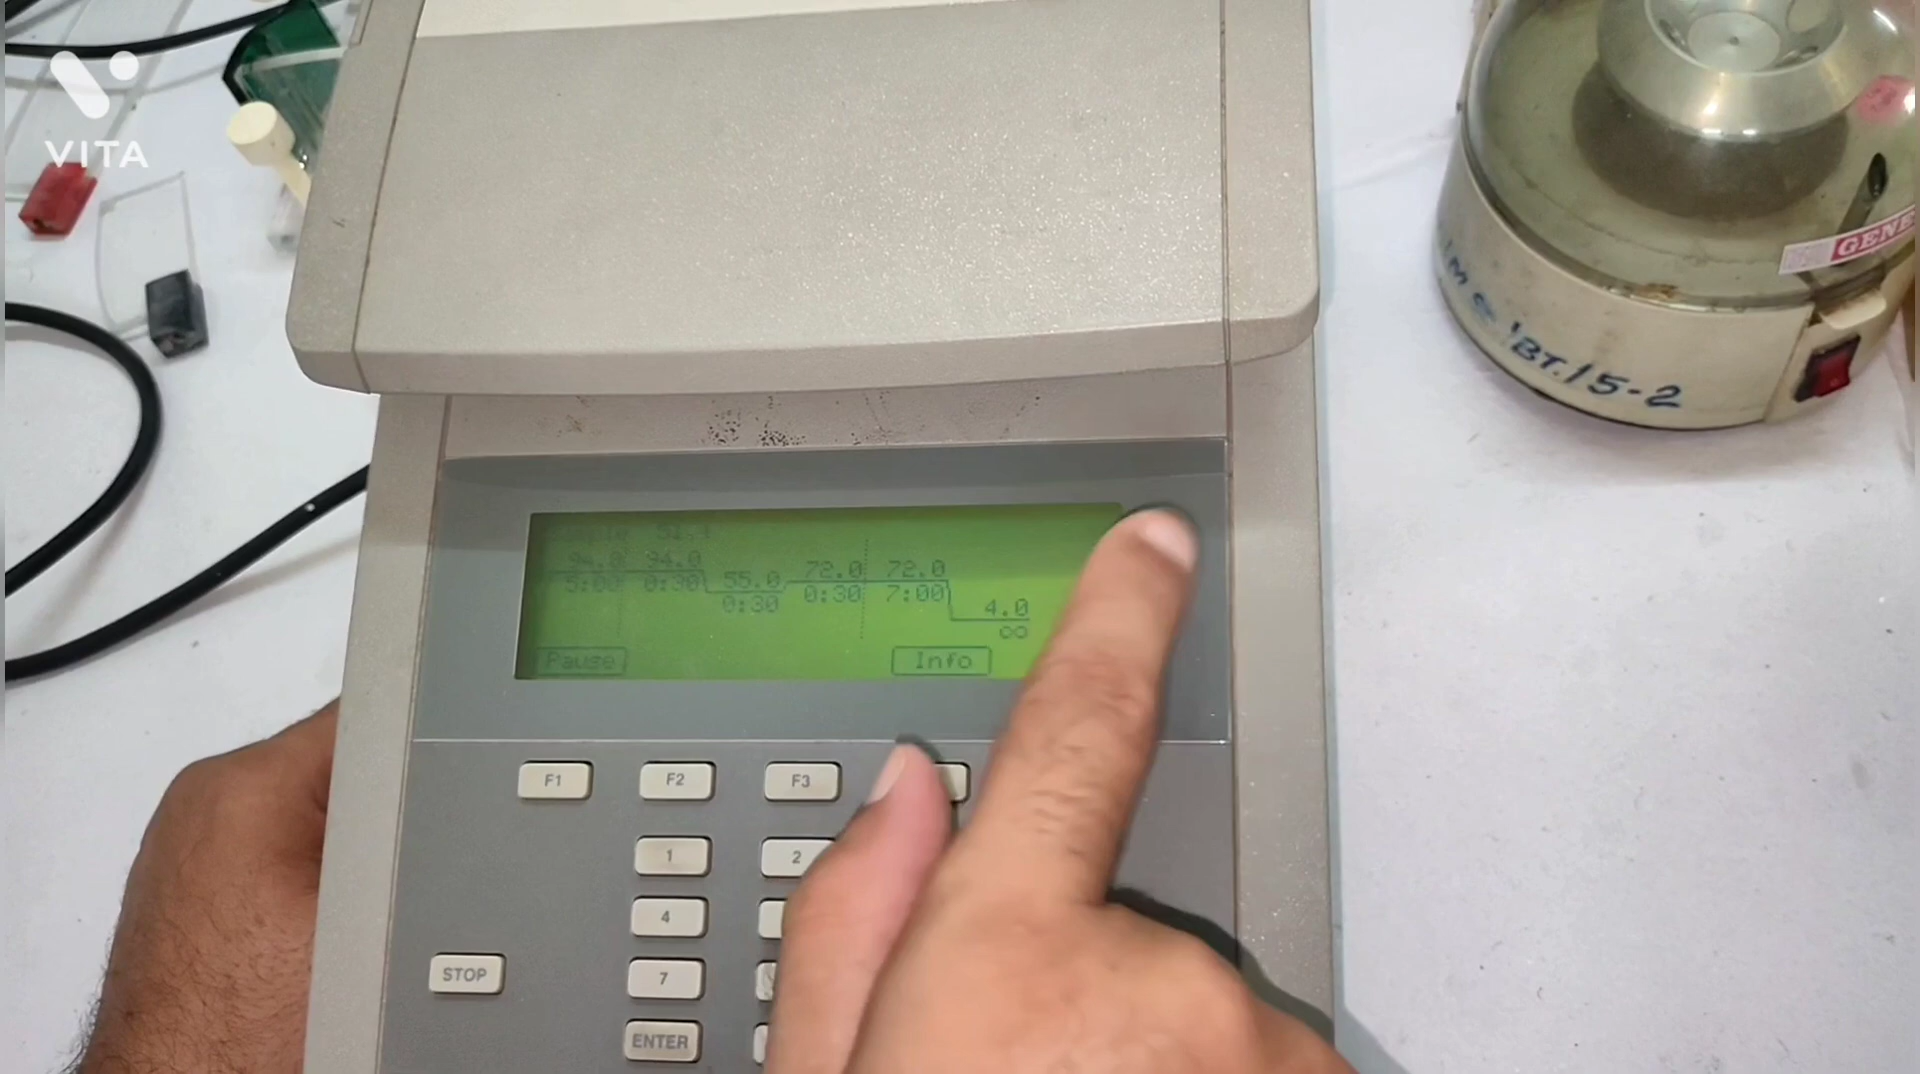 VITA
GENE
BT.15-2
94.0 94.0
5:00 0:30 55.0 72.0 72.0
0:30 0:30 7:00 4.0
∞
Pause Info
F1 F2 F3
1 2
4
STOP 7
ENTER